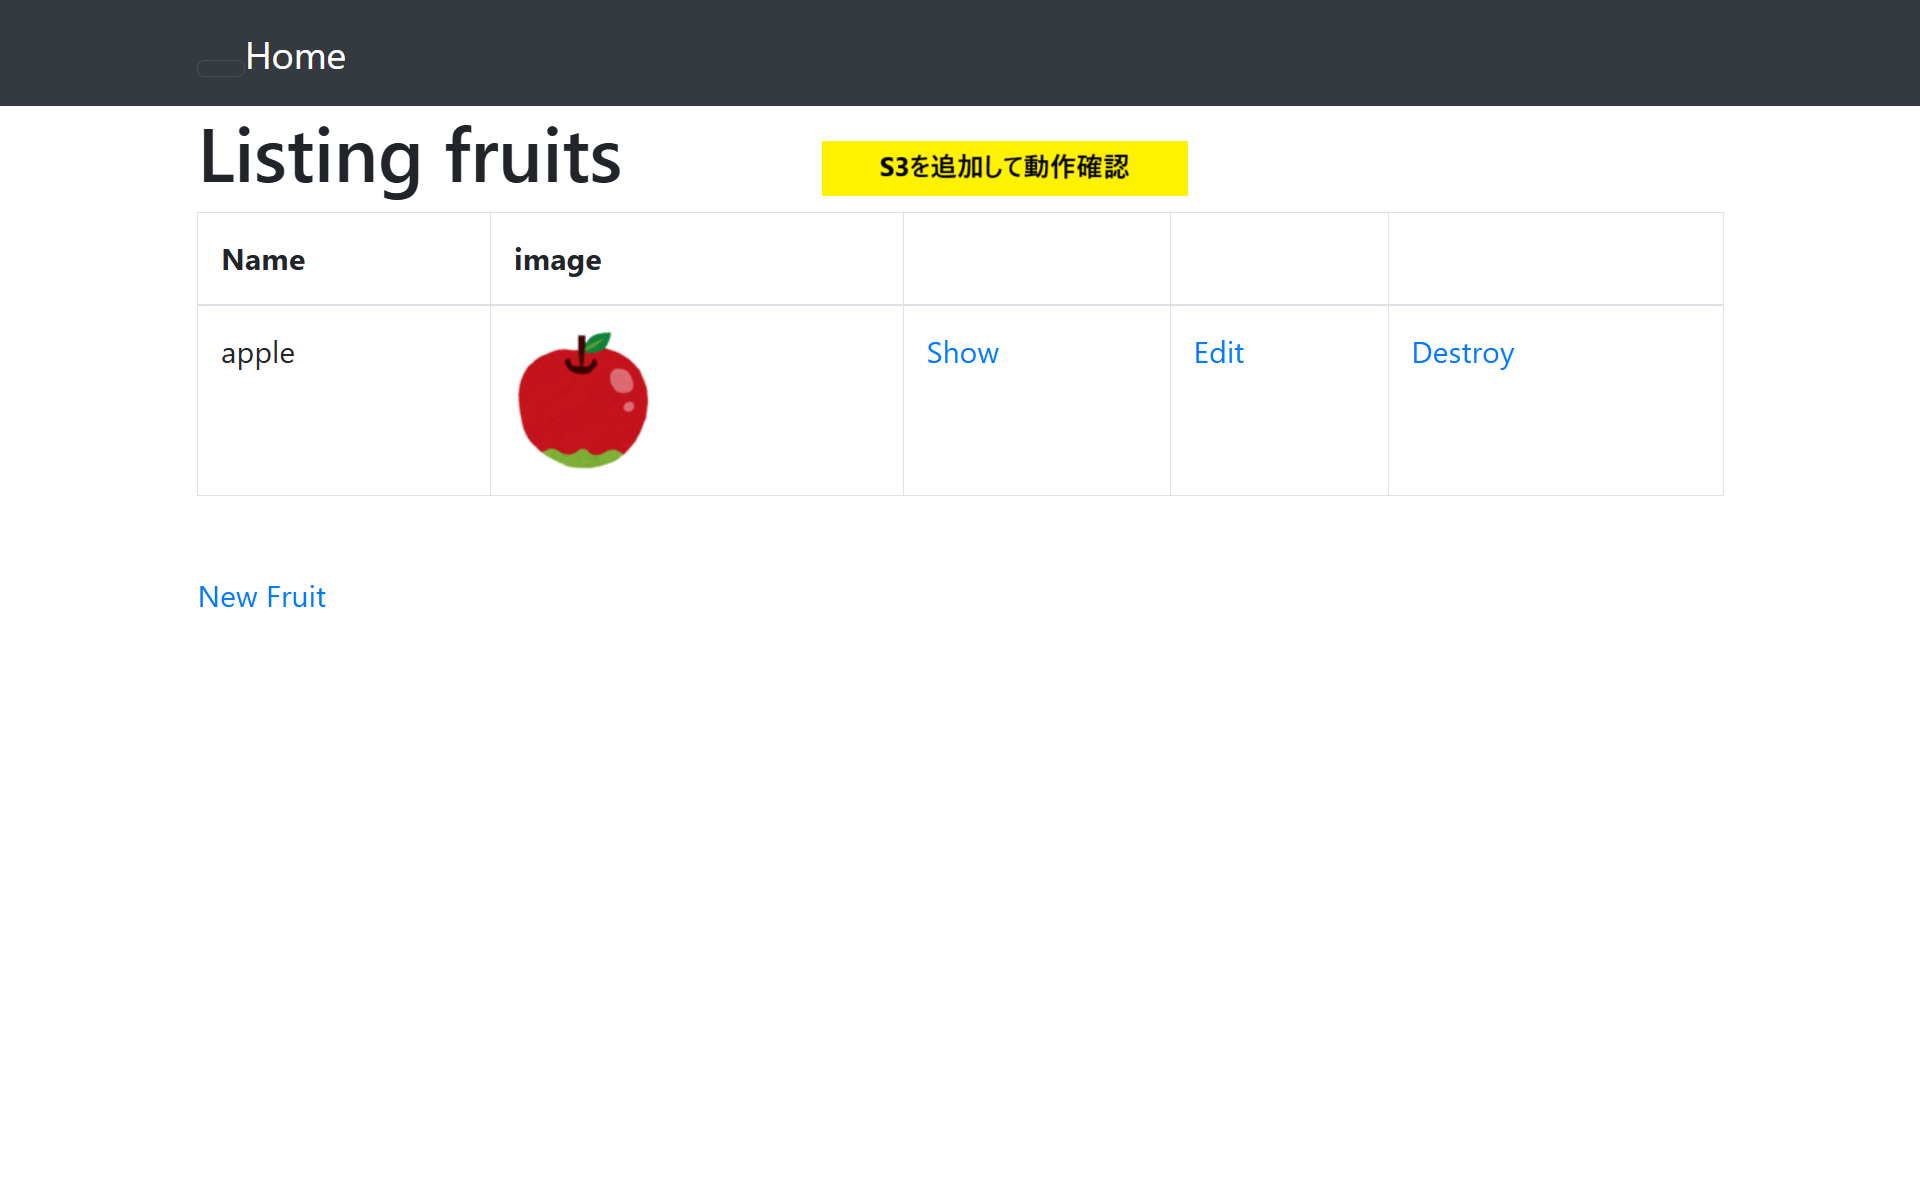 Home
Listing fruits
S3を追加して動作確認
Name image
apple Show Edit Destroy
New Fruit